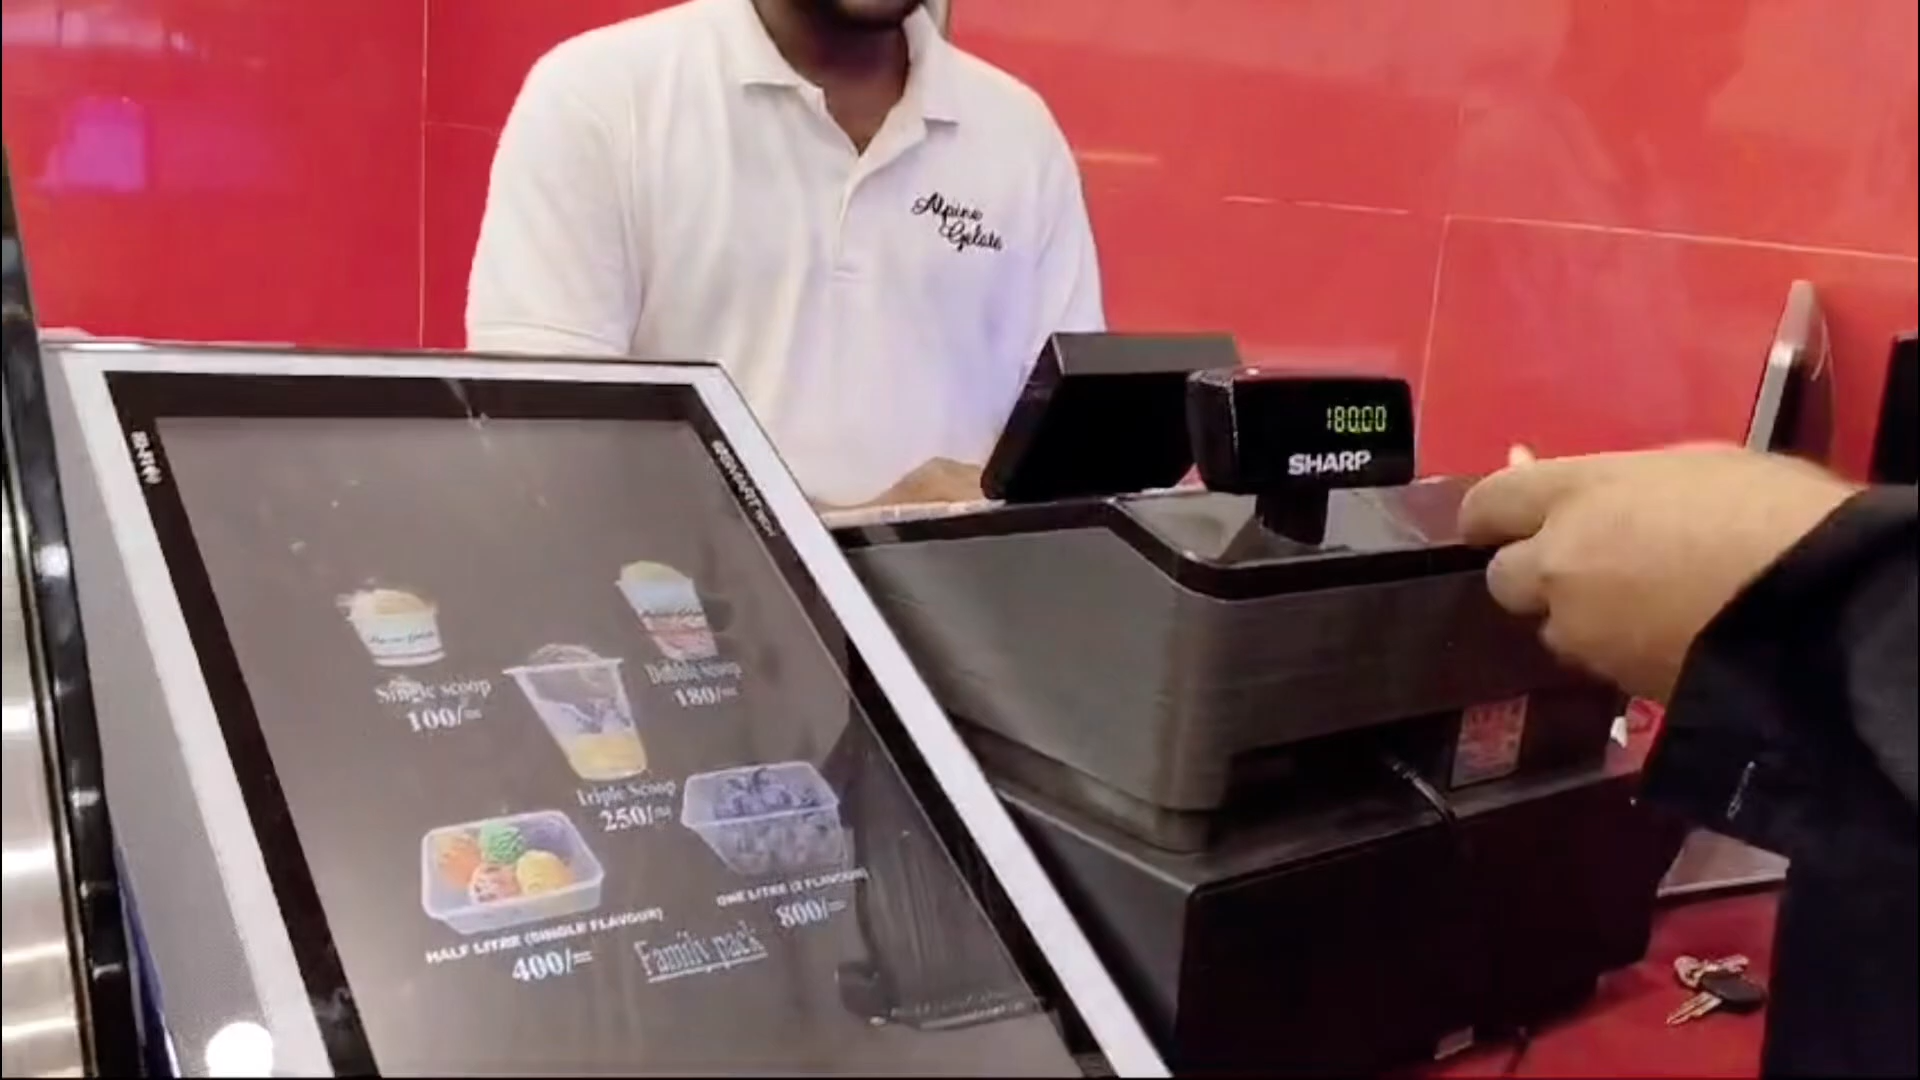 Alpine
Gelato
180.00
SHARP
Single scoop
100/=
Double scoop
180/=
Triple Scoop
250/=
HALF LITRE (SINGLE FLAVOUR)
400/=
ONE LITRE (2 FLAVOUR)
800/=
Family pack